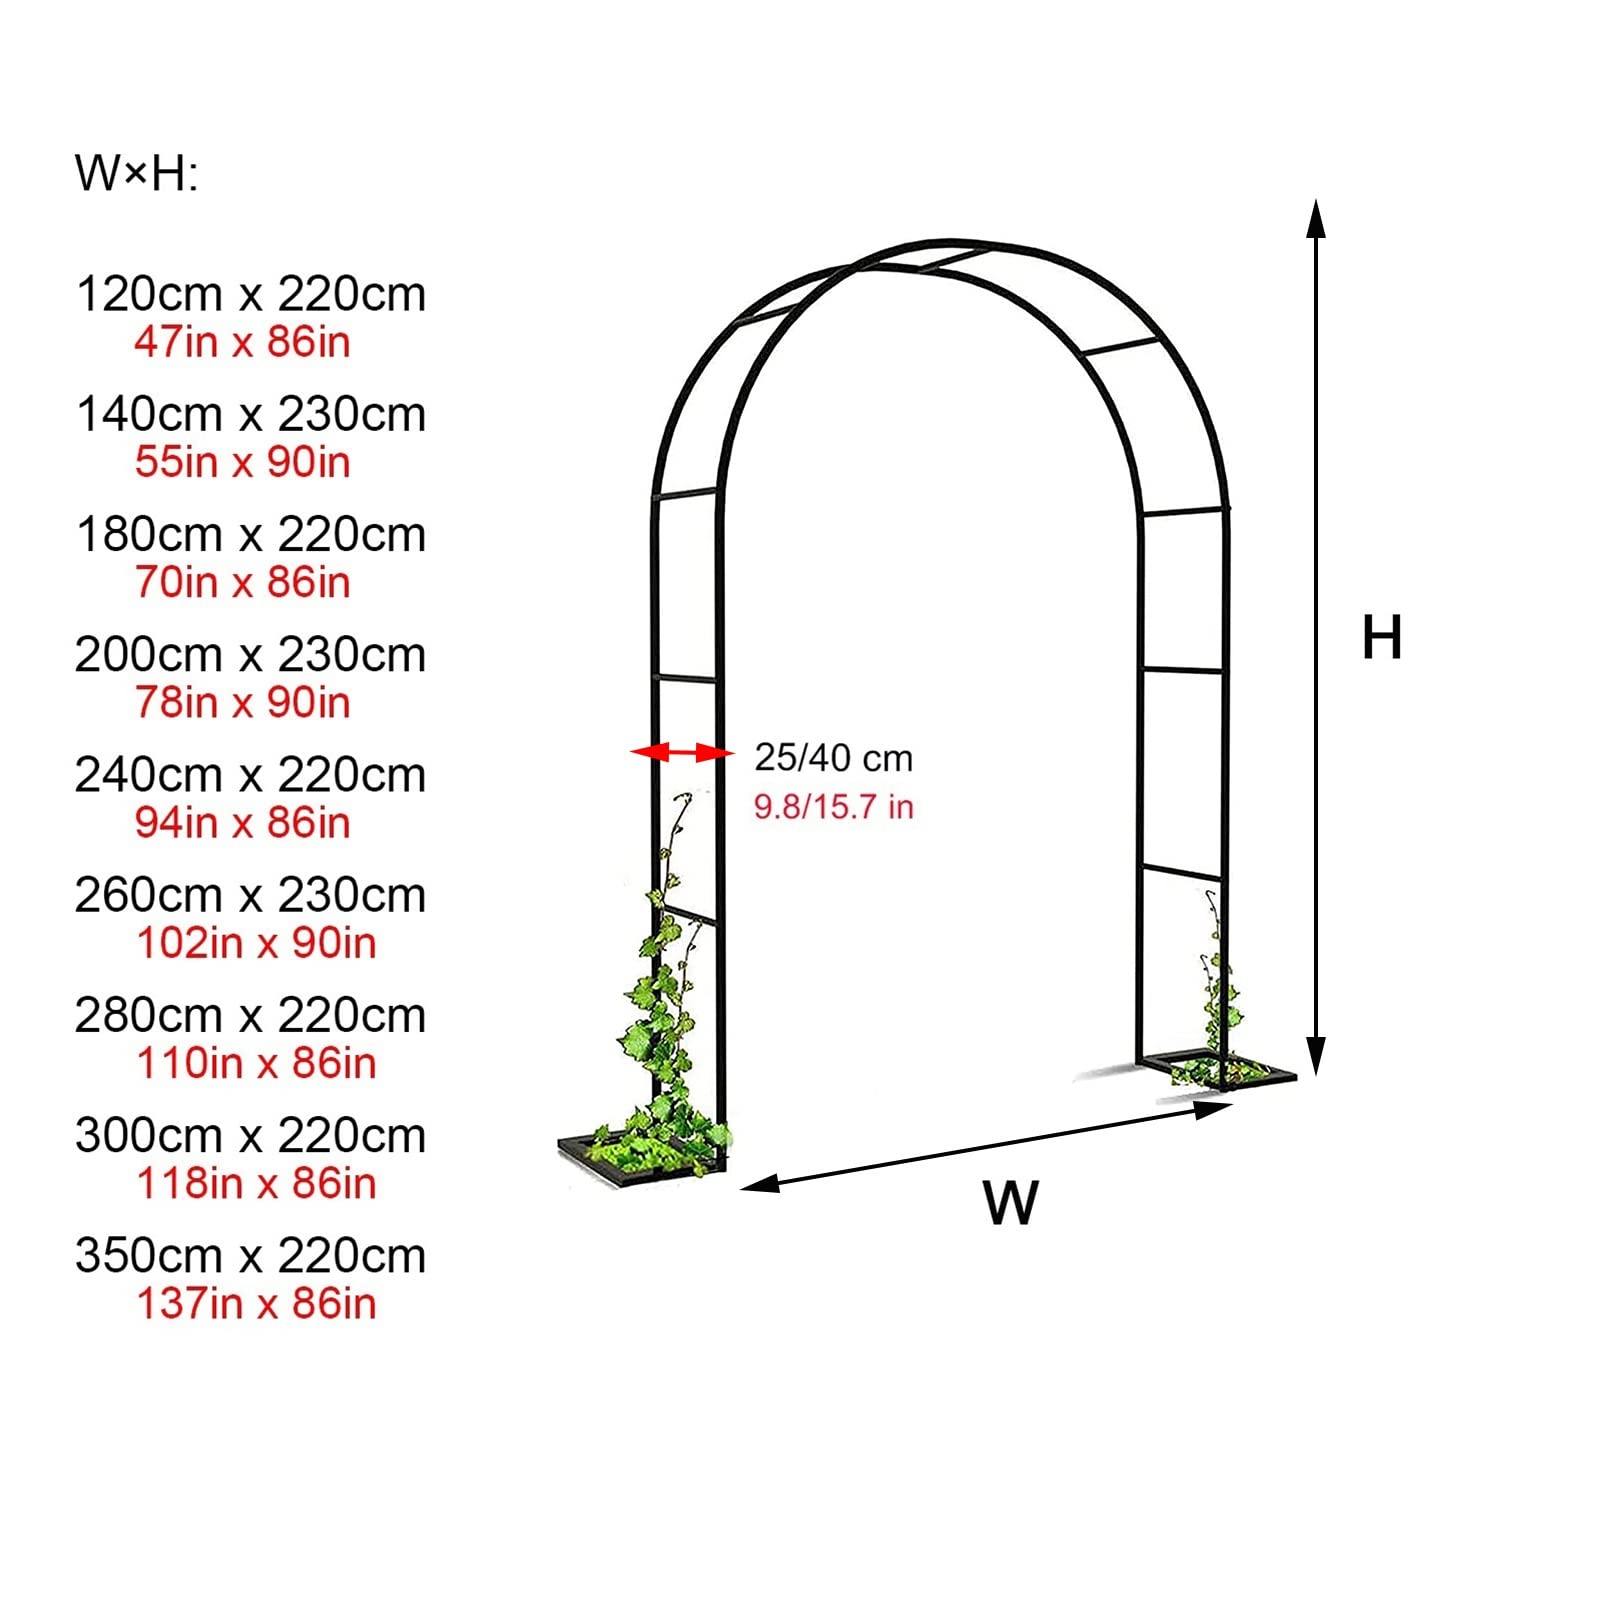 W×H:
120cm x 220cm
47in x 86in
140cm x 230cm
55in x 90in
180cm x 220cm
70in x 86in
200cm x 230cm
78in x 90in
240cm x 220cm
94in x 86in
260cm x 230cm
102in x 90in
280cm x 220cm
110in x 86in
300cm x 220cm
118in x 86in
350cm x 220cm
137in x 86in
25/40 cm
9.8/15.7 in
H
W